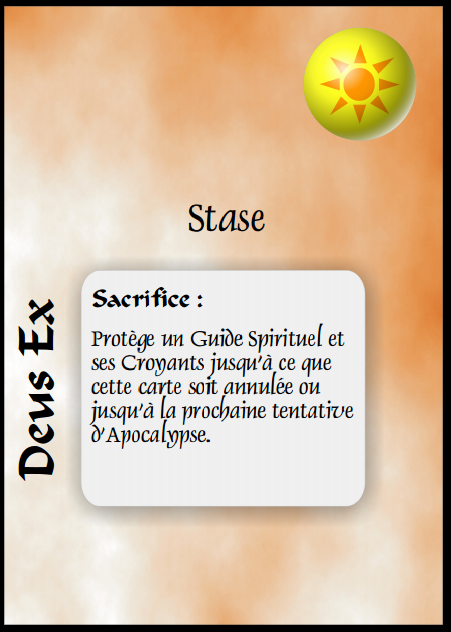 Stase
Deus Ex
Sacrifice :
Protège un Guide Spirituel et
ses Croyants jusqu'à ce que
cette carte soit annulée ou
jusqu'à la prochaine tentative
d'Apocalypse.